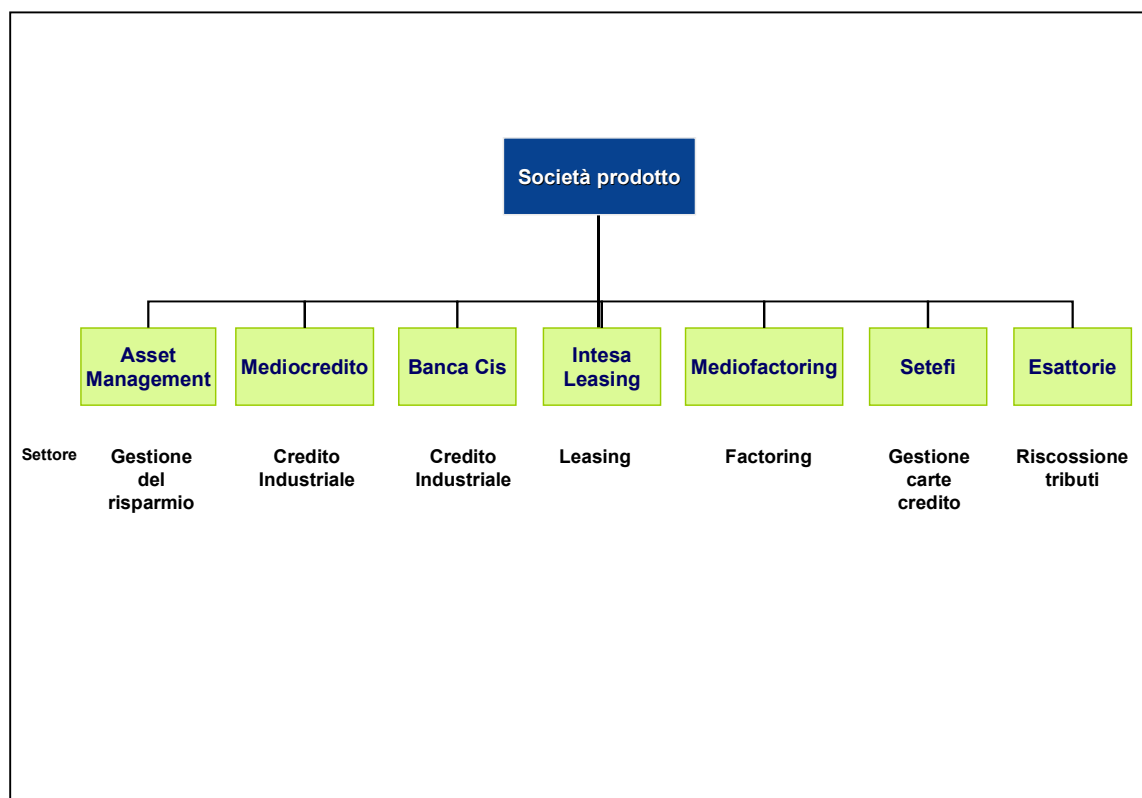 Società prodotto
Asset
Management
Mediocredito
Banca Cis
Intesa
Leasing
Mediofactoring
Setefi
Esattorie
Settore
Gestione
del
risparmio
Credito
Industriale
Credito
Industriale
Leasing
Factoring
Gestione
carte
credito
Riscossione
tributi